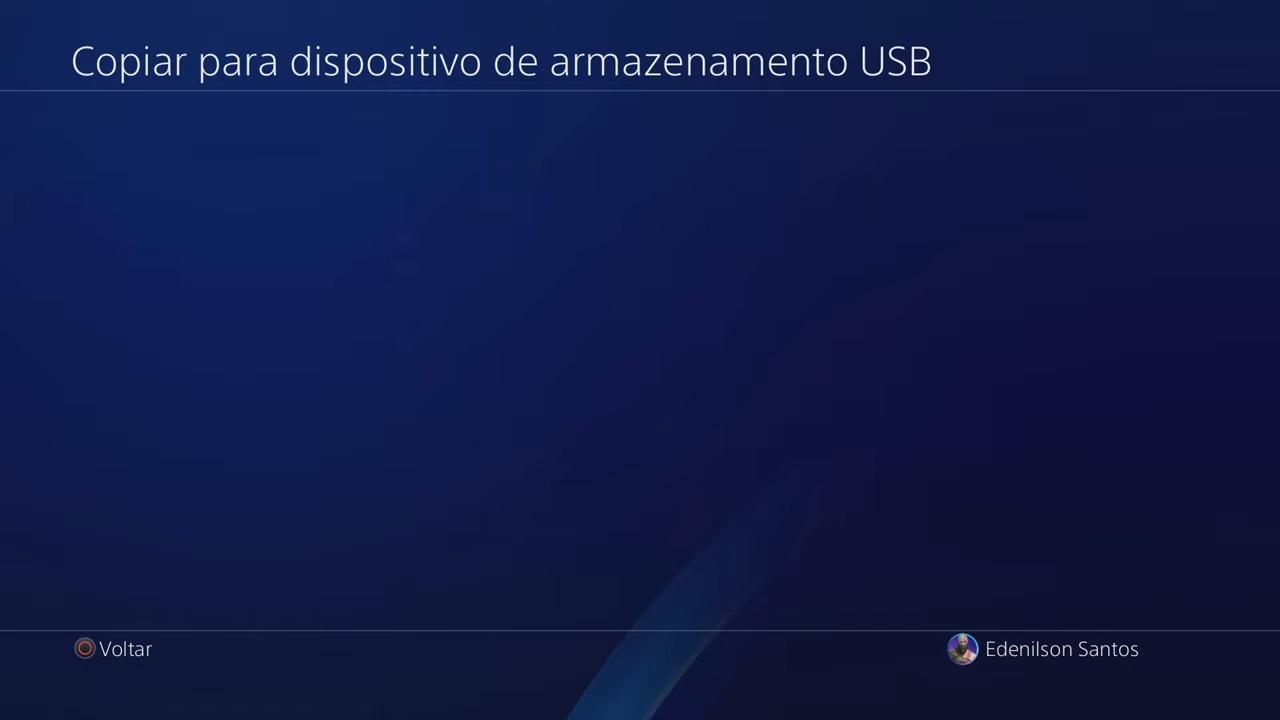 Copiar para dispositivo de armazenamento USB
Voltar
Edenilson Santos